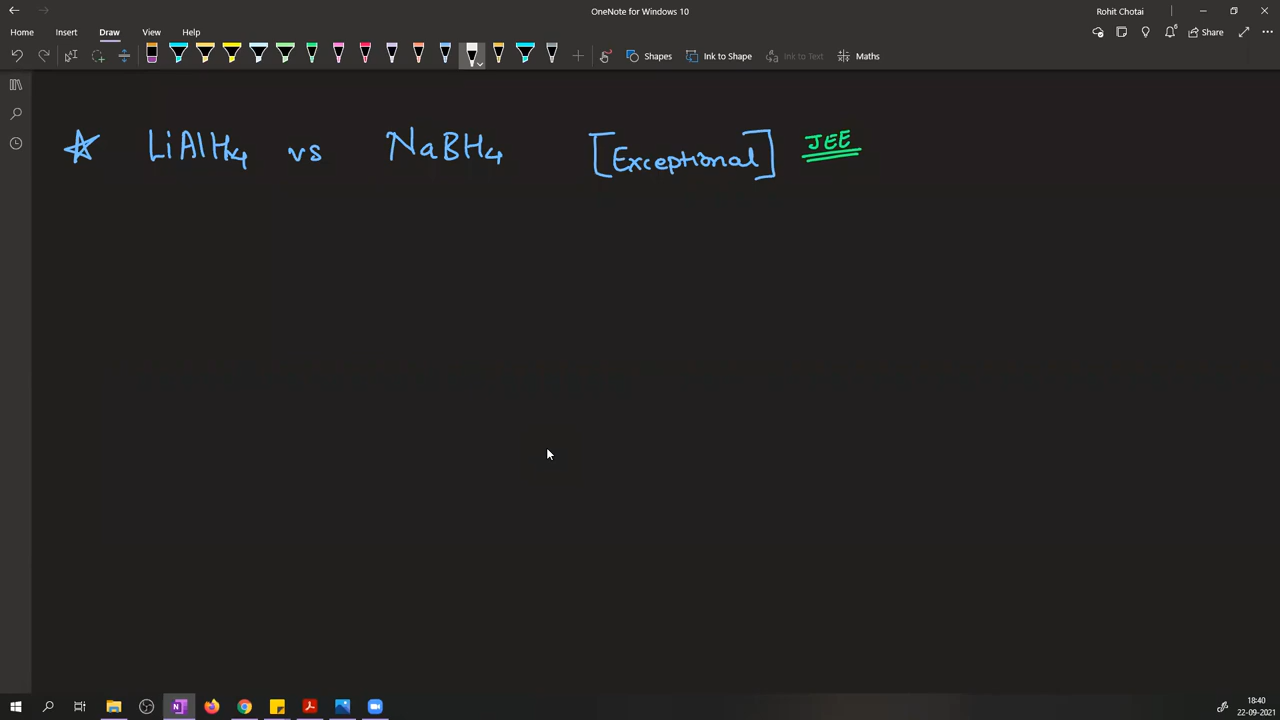 OneNote for Windows 10
Rohit Chotai
Home Insert Draw View Help
Share
Shapes Ink to Shape Ink to Text Maths
☆ LiAlH4 vs NaBH4 [Exceptional] JEE
18:40
22-09-2021